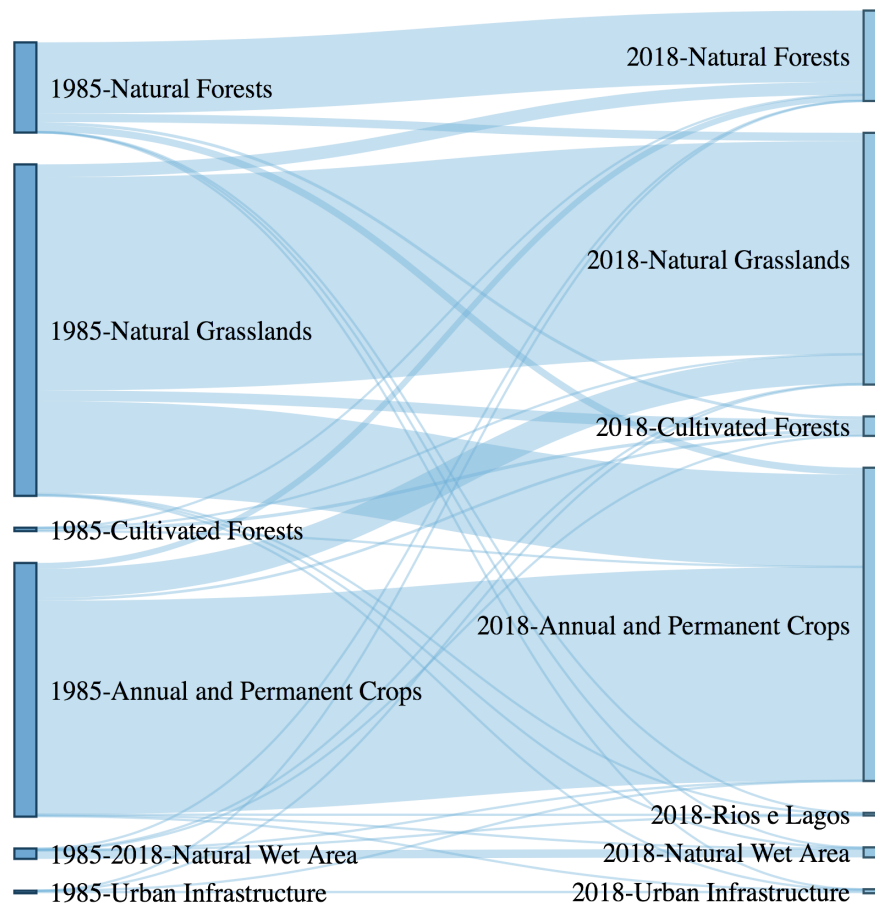 2018-Natural Forests
1985-Natural Forests
2018-Natural Grasslands
1985-Natural Grasslands
2018-Cultivated Forests
1985-Cultivated Forests
2018-Annual and Permanent Crops
1985-Annual and Permanent Crops
2018-Rios e Lagos
1985-2018-Natural Wet Area
2018-Natural Wet Area
1985-Urban Infrastructure
2018-Urban Infrastructure